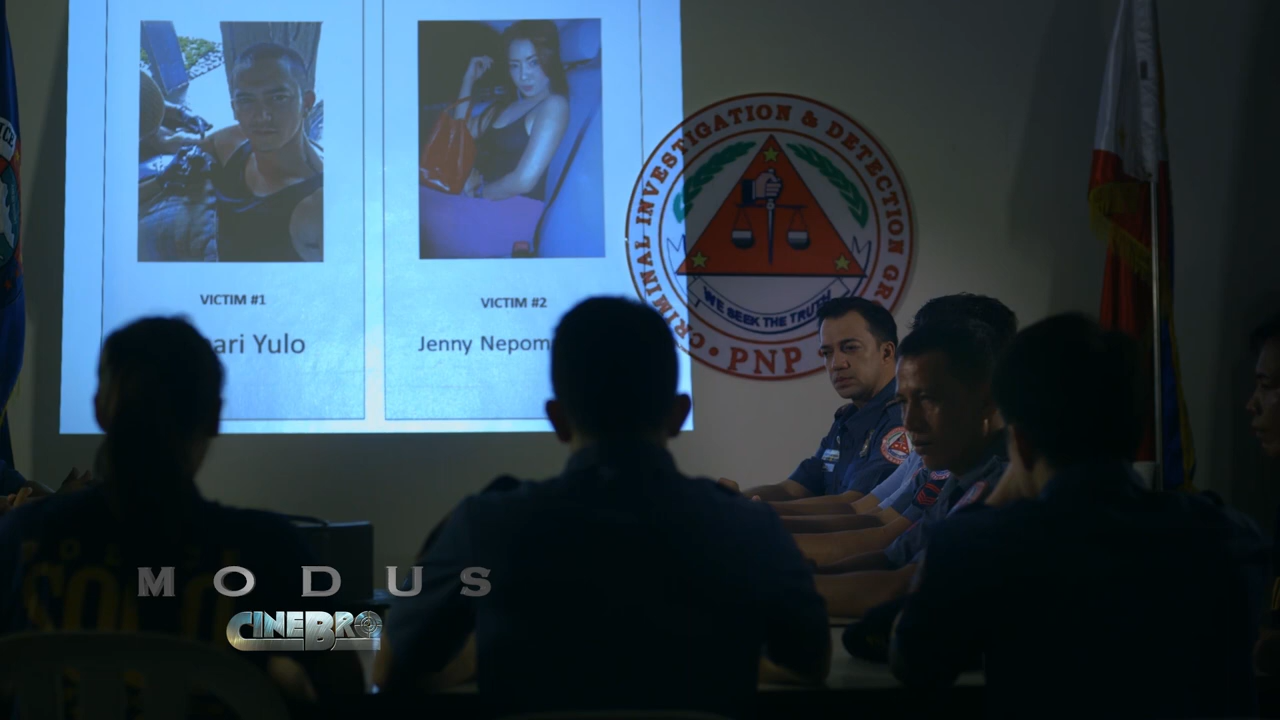 VICTIM #1
VICTIM #2
ari Yulo
Jenny Nepom
CRIMINAL INVESTIGATION & DETECTION GR
WE SEEK THE TRUTH
PNP
SOCO
MODUS
CINEBRO